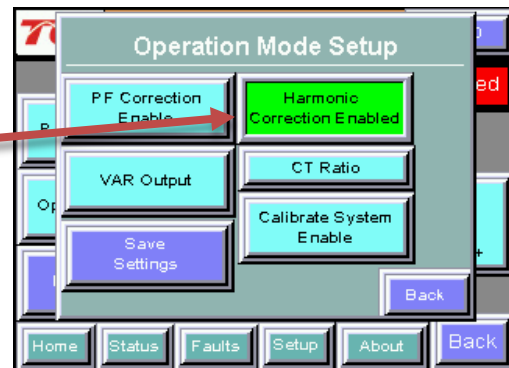 Operation Mode Setup
PF Correction
Enable
Harmonic
Correction Enabled
VAR Output
CT Ratio
Calibrate System
Enable
Save
Settings
Back
ed
Op
+
Home
Status
Faults
Setup
About
Back